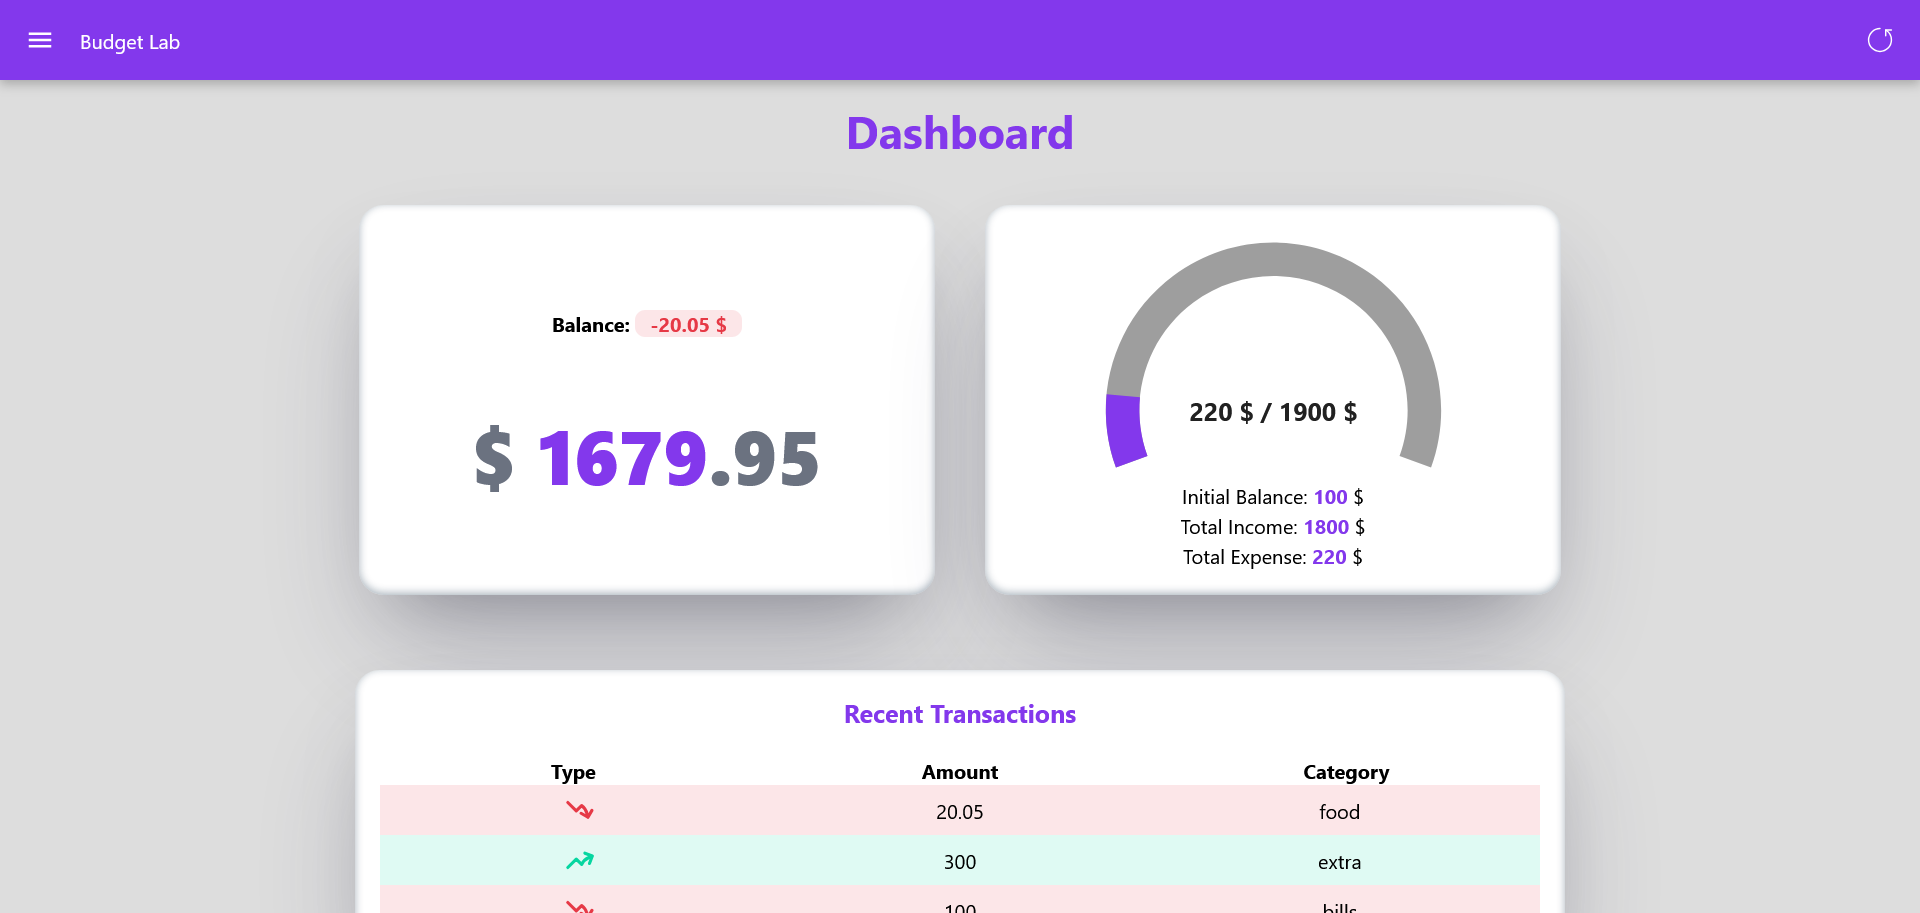 Budget Lab
Dashboard
Balance: -20.05 $
$ 1679.95
220 $ / 1900 $
Initial Balance: 100 $
Total Income: 1800 $
Total Expense: 220 $
Recent Transactions
Type Amount Category
20.05 food
300 extra
100 bills